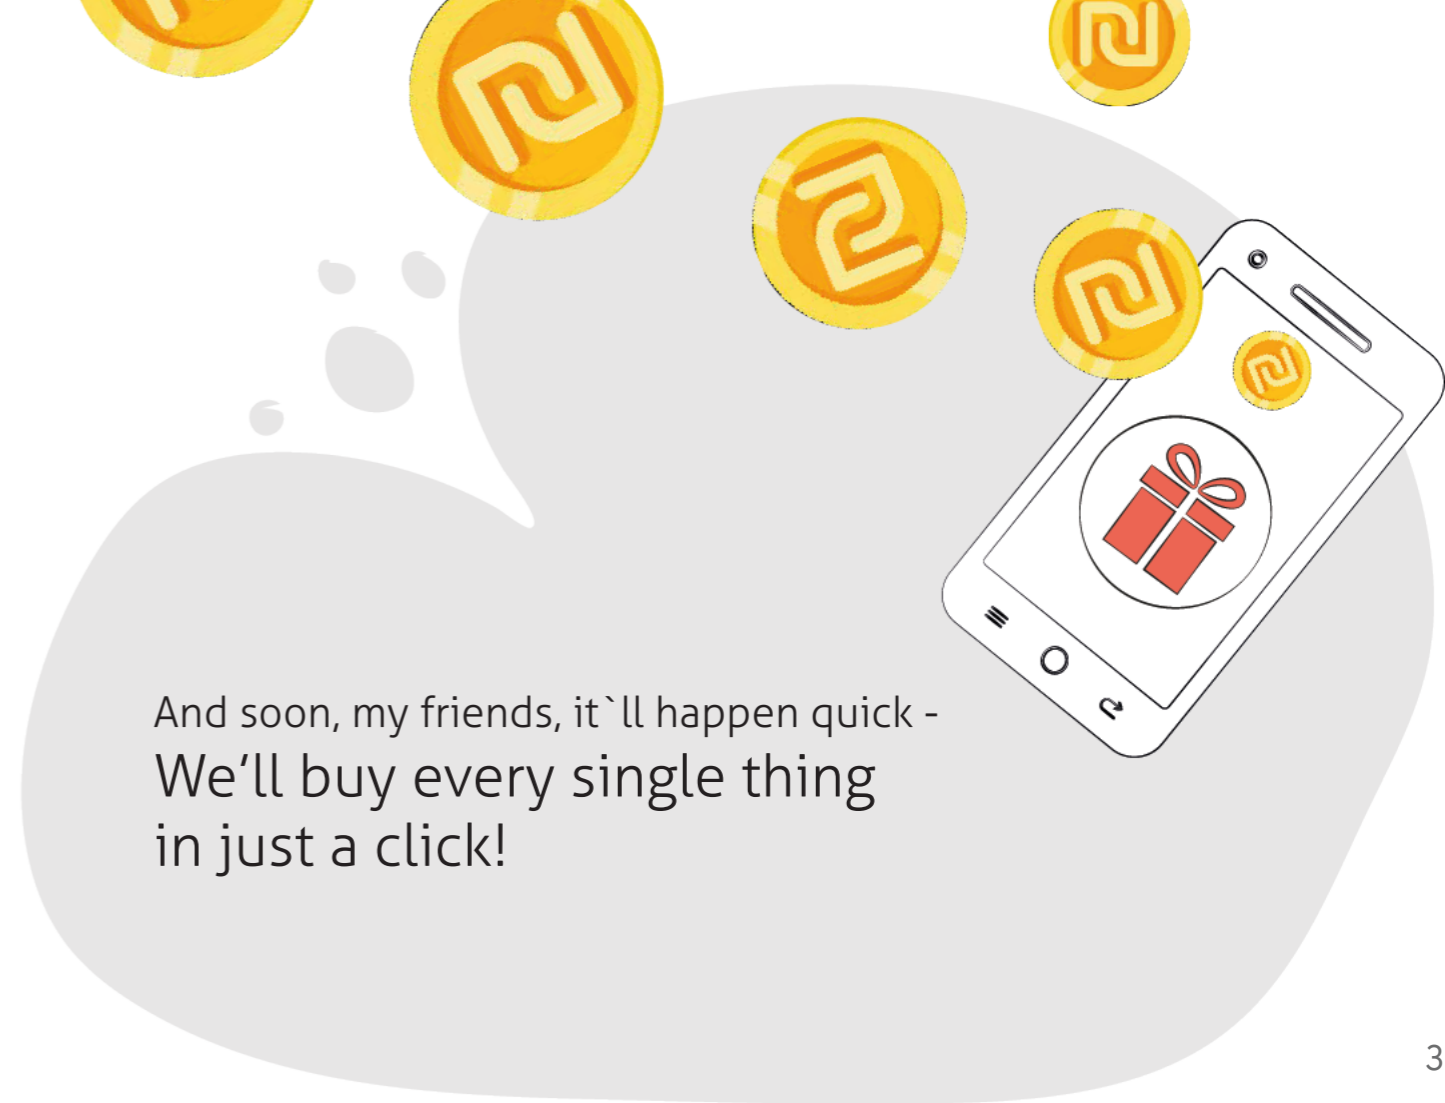 And soon, my friends, it`ll happen quick -
We’ll buy every single thing
in just a click!
3